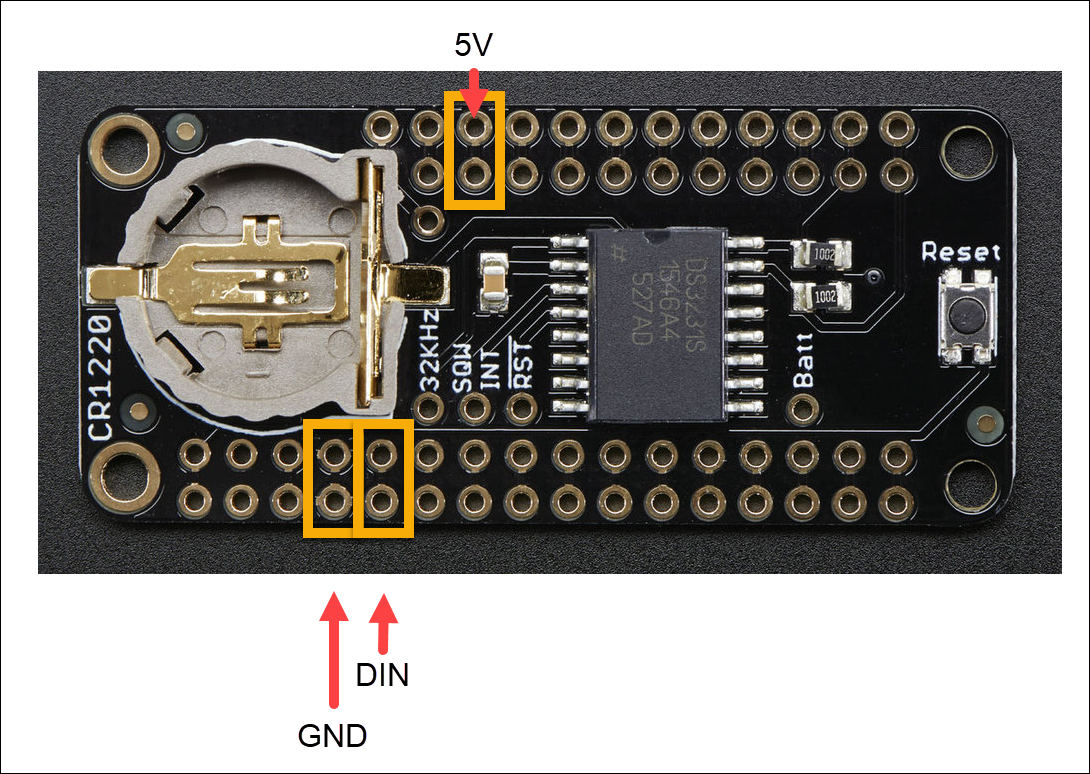 5V
Reset
1002
1002
#
DS3231S
1546A4
527AD
CR1220
32KHz
SQW
INT
RST
Batt
DIN
GND